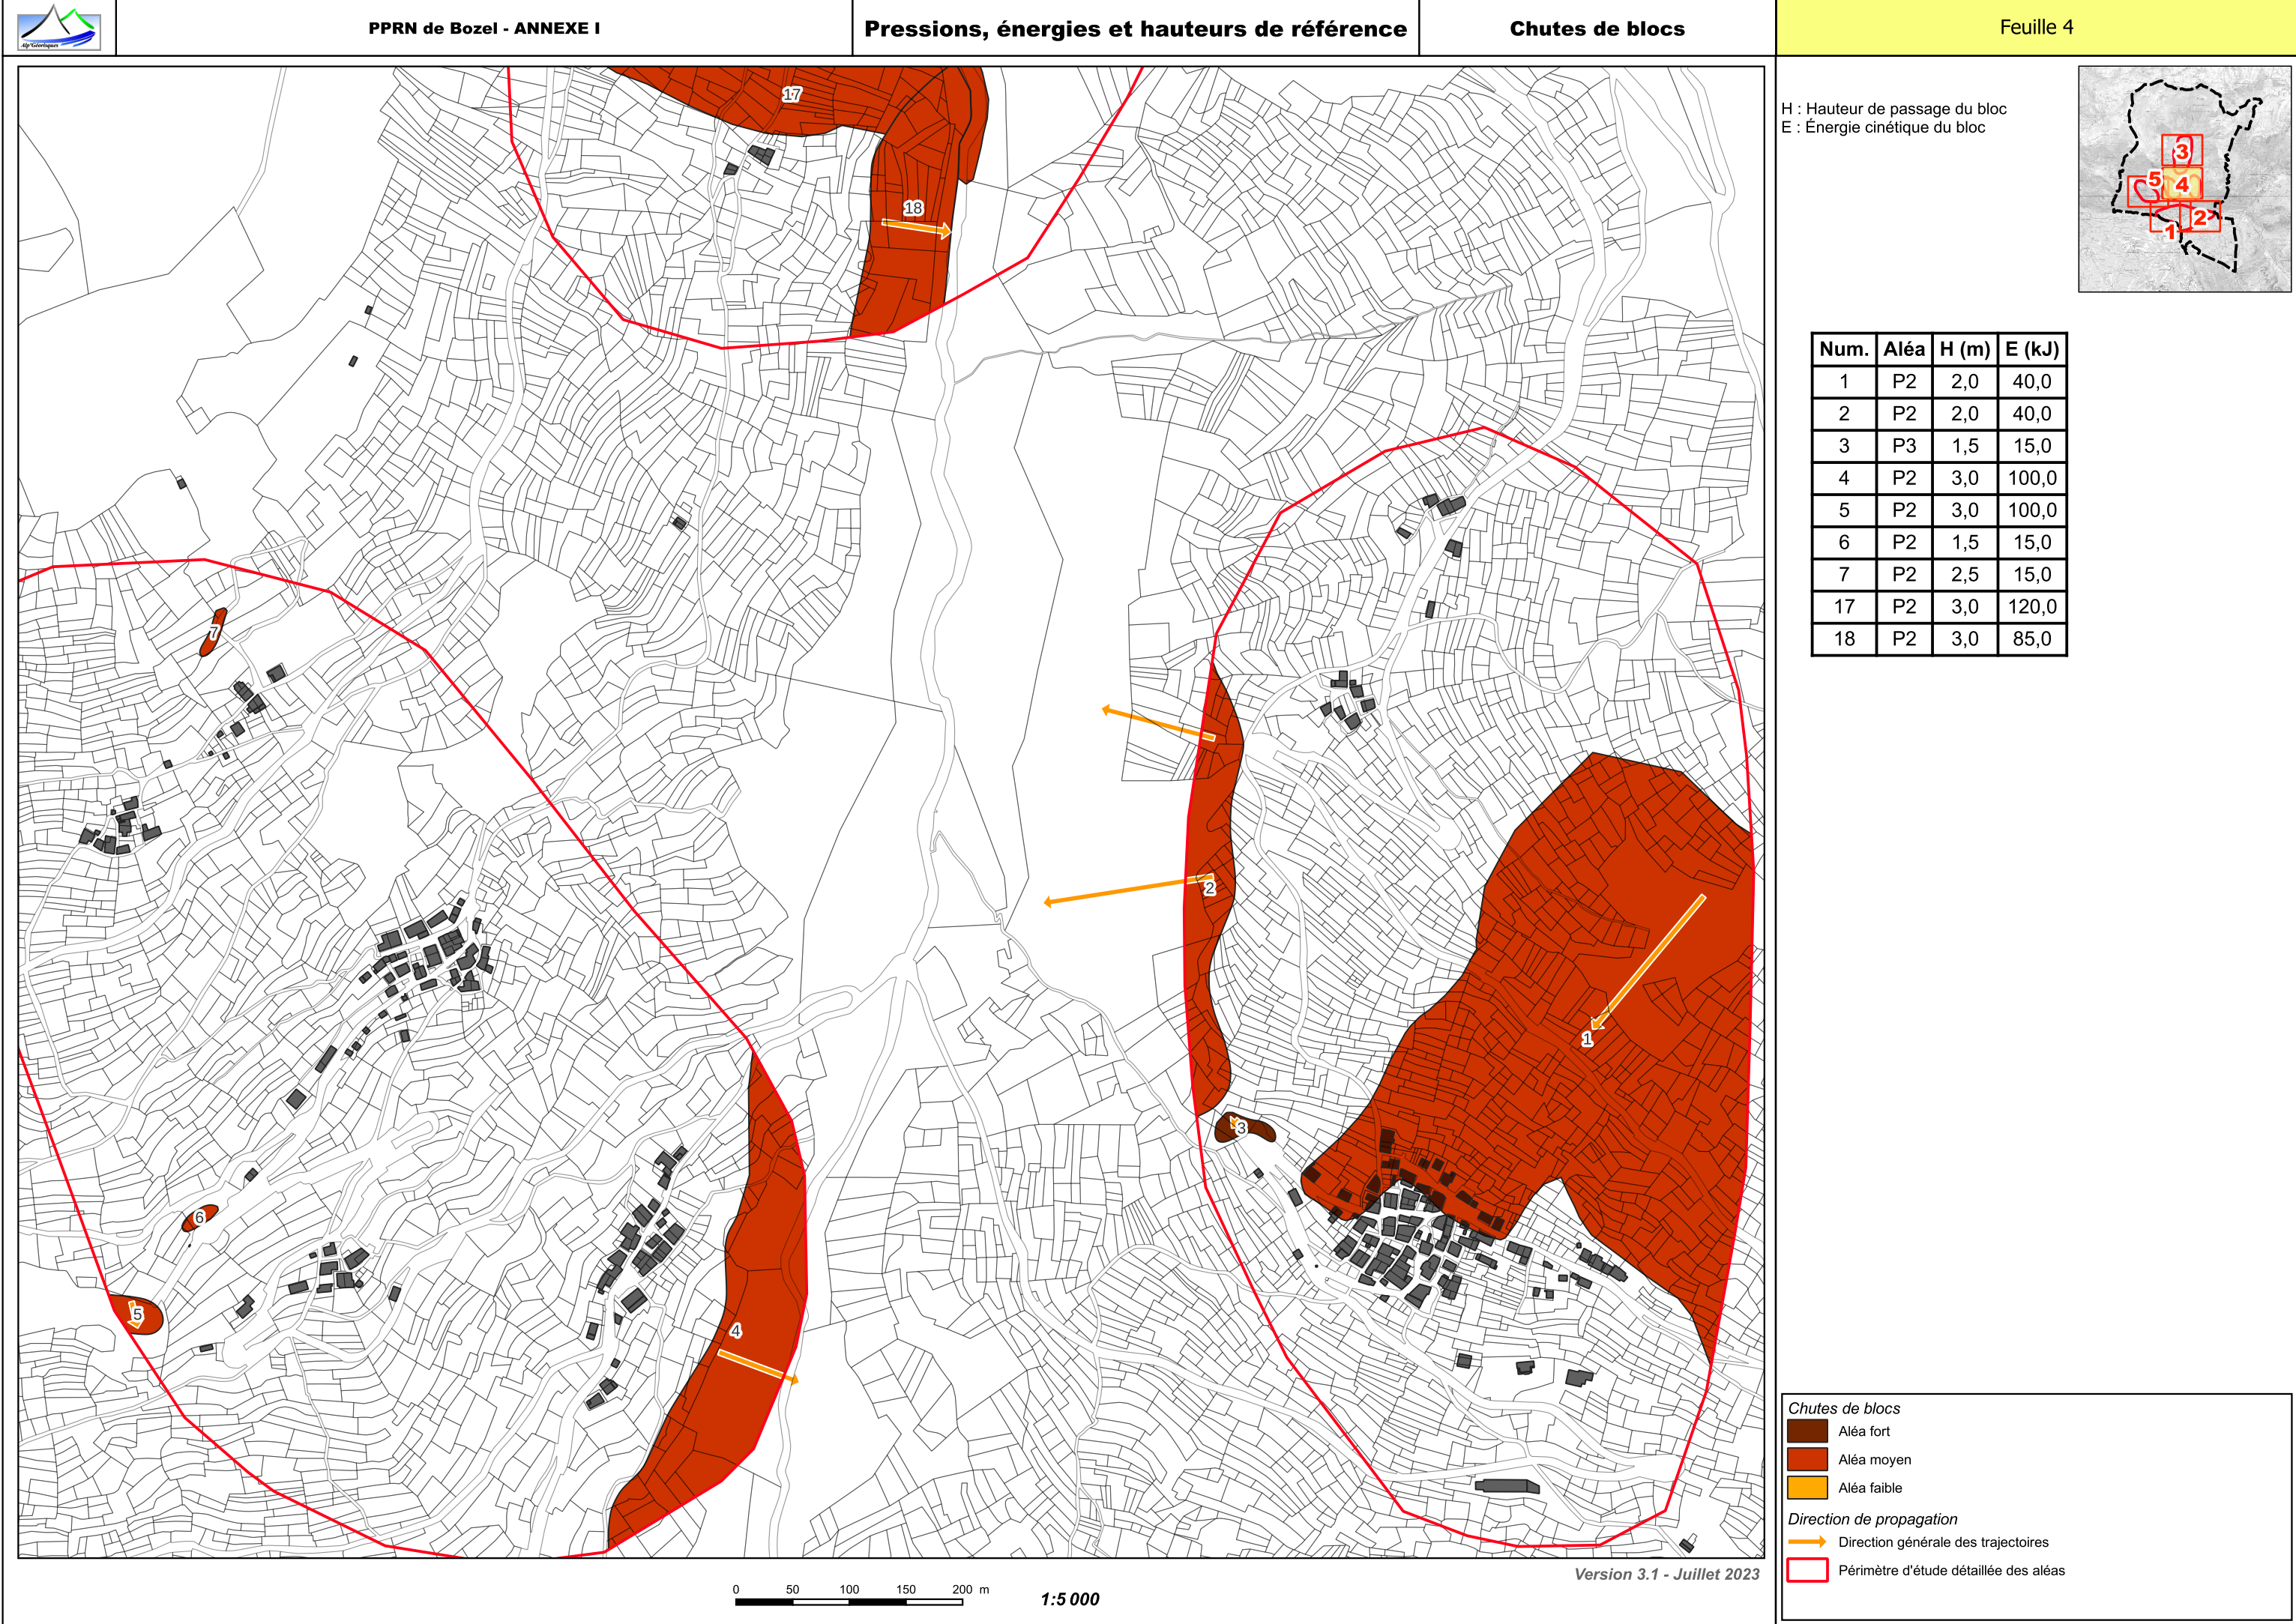 Alp'Géorisques
PPRN de Bozel - ANNEXE I
Pressions, énergies et hauteurs de référence
Chutes de blocs
Feuille 4
H : Hauteur de passage du bloc
E : Énergie cinétique du bloc
3
5 4
2
1
Num. Aléa H (m) E (kJ)
1 P2 2,0 40,0
2 P2 2,0 40,0
3 P3 1,5 15,0
4 P2 3,0 100,0
5 P2 3,0 100,0
6 P2 1,5 15,0
7 P2 2,5 15,0
17 P2 3,0 120,0
18 P2 3,0 85,0
17
18
7
2
1
3
6
5
4
Chutes de blocs
Aléa fort
Aléa moyen
Aléa faible
Direction de propagation
Direction générale des trajectoires
Périmètre d'étude détaillée des aléas
Version 3.1 - Juillet 2023
0 50 100 150 200 m
1:5 000